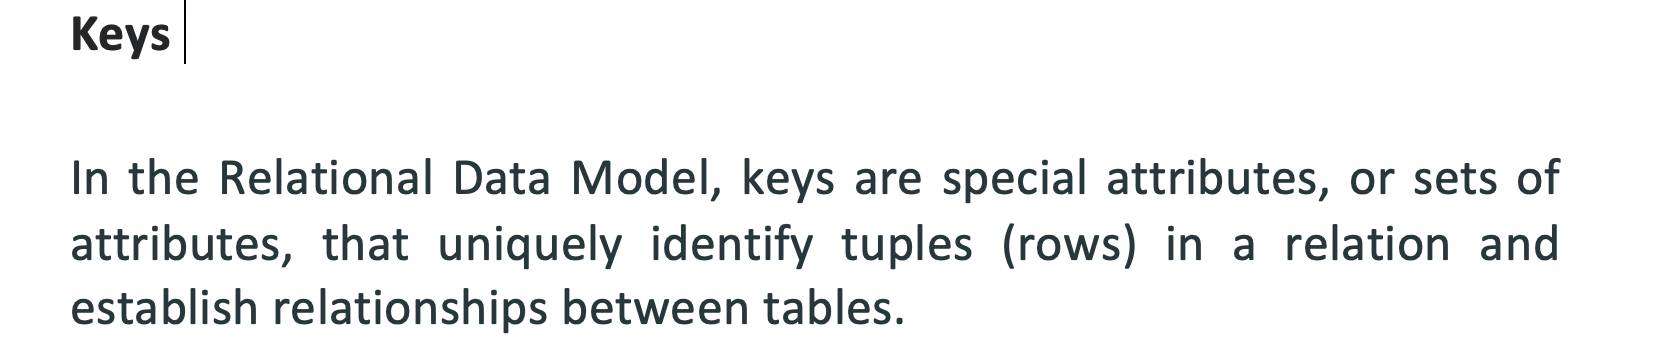 Keys
In the Relational Data Model, keys are special attributes, or sets of
attributes, that uniquely identify tuples (rows) in a relation and
establish relationships between tables.